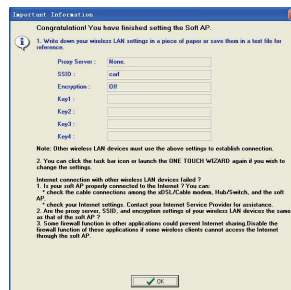 Important Information
Congratulation! You have finished setting the Soft AP.
1. Write down your wireless LAN settings in a piece of paper or save them in a text file for
reference.
Proxy Server : None.
SSID : carl
Encryption : Off
Key1 :
Key2 :
Key3 :
Key4 :
Note: Other wireless LAN devices must use the above settings to establish connection.
2. You can click the task bar icon or launch the ONE TOUCH WIZARD again if you wish to
change the settings.
Internet connection with other wireless LAN devices failed ?
1. Is your soft AP properly connected to the Internet ? You can:
* check the cable connections among the xDSL/Cable modem, Hub/Switch, and the soft
AP.
* check your Internet settings. Contact your Internet Service Provider for assistance.
2. Are the proxy server, SSID, and encryption settings of your wireless LAN devices the same
as that of the soft AP ?
3. Some firewall function in other applications could prevent Internet sharing.Disable the
firewall function of these applications if some wireless clients cannot access the Internet
through the soft AP.
OK